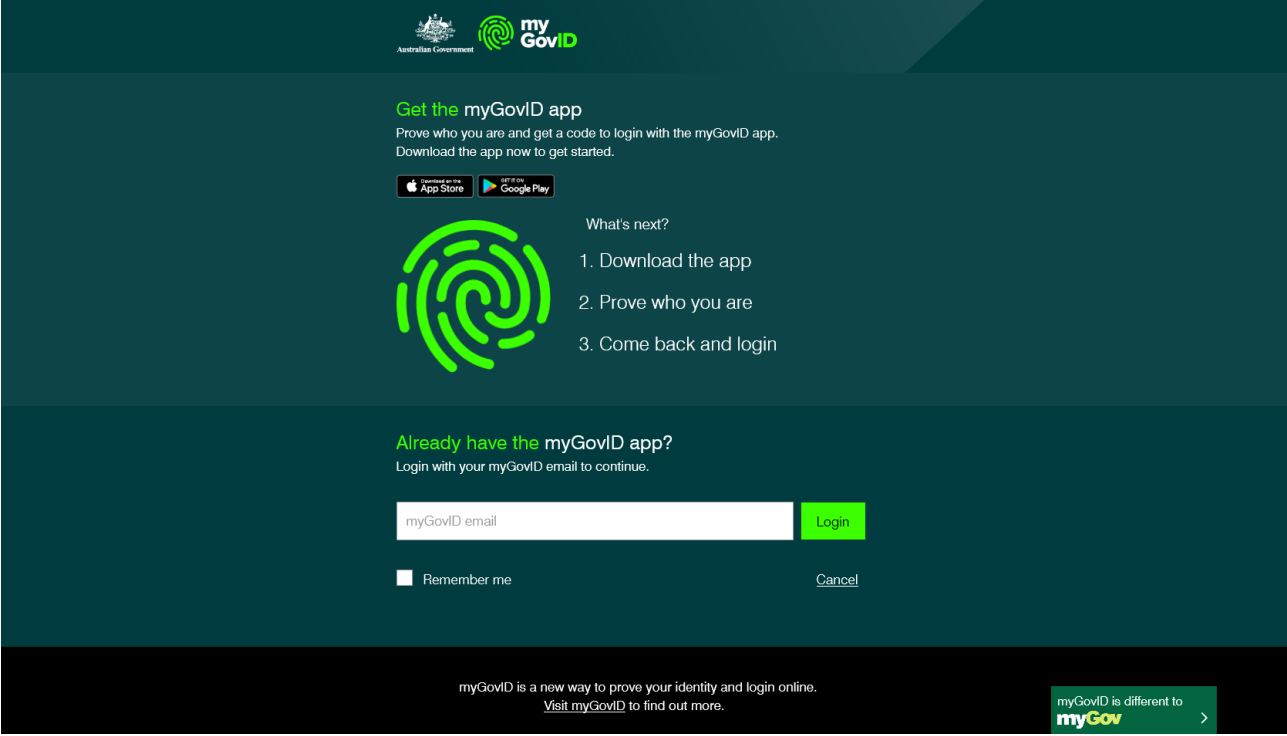 Australian Government
my
GovID
Get the myGovID app
Prove who you are and get a code to login with the myGovID app.
Download the app now to get started.
Download on the
App Store
GET IT ON
Google Play
What's next?
1. Download the app
2. Prove who you are
3. Come back and login
Already have the myGovID app?
Login with your myGovID email to continue.
myGovID email
Login
Remember me
Cancel
myGovID is a new way to prove your identity and login online.
Visit myGovID to find out more.
myGovID is different to
myGov